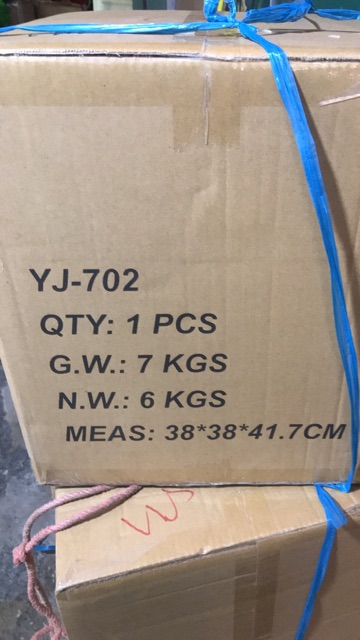 YJ-702
QTY: 1 PCS
G.W.: 7 KGS
N.W.: 6 KGS
MEAS: 38*38*41.7CM